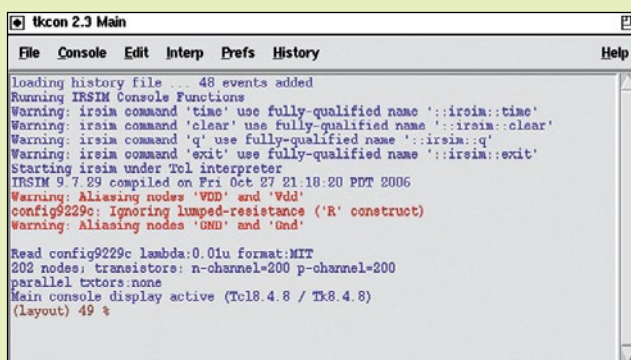 tkcon 2.3 Main
File Console Edit Interp Prefs History Help
loading history file ... 48 events added
Running IRSIM Console Functions
Warning: irsim command 'time' use fully-qualified name '::irsim::time'
Warning: irsim command 'clear' use fully-qualified name '::irsim::clear'
Warning: irsim command 'q' use fully-qualified name '::irsim::q'
Warning: irsim command 'exit' use fully-qualified name '::irsim::exit'
Starting irsim under Tcl interpreter
IRSIM 9.7.29 compiled on Fri Oct 27 21:18:20 PDT 2006
Warning: Aliasing nodes 'VDD' and 'Vdd'
config9229c: Ignoring lumped-resistance ('R' construct)
Warning: Aliasing nodes 'GND' and 'Gnd'
Read config9229c lambda:0.01u format:MIT
202 nodes; transistors: n-channel=200 p-channel=200
parallel txtors:none
Main console display active (Tcl8.4.8 / Tk8.4.8)
(layout) 49 %